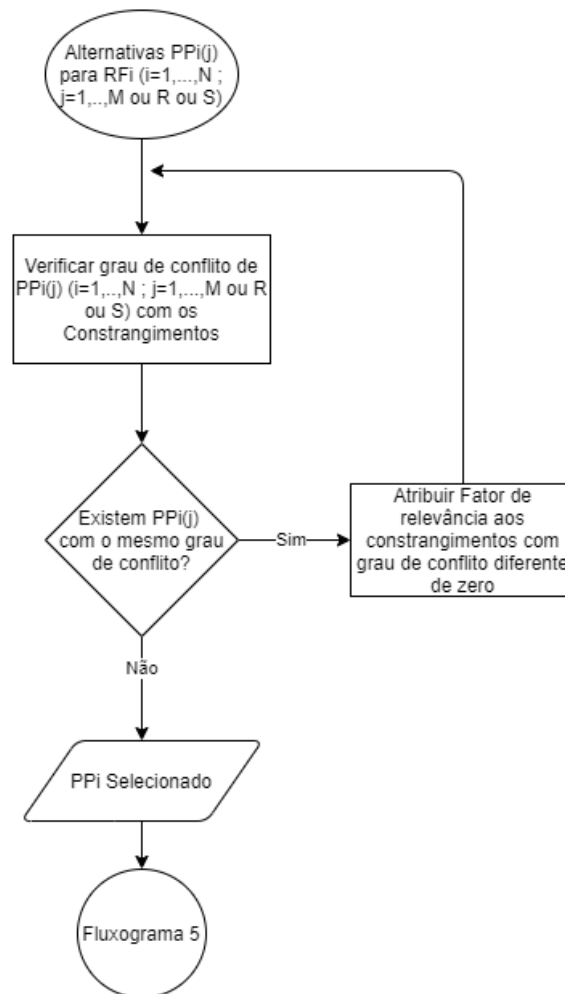 Alternativas PPi(j)
para RFi (i=1,...,N ;
j=1,..,M ou R ou S)
Verificar grau de conflito de
PPi(j) (i=1,..,N ; j=1,...,M ou R
ou S) com os
Constrangimentos
Existem PPi(j)
com o mesmo grau
de conflito?
Sim
Atribuir Fator de
relevância aos
constrangimentos com
grau de conflito diferente
de zero
Não
PPi Selecionado
Fluxograma 5